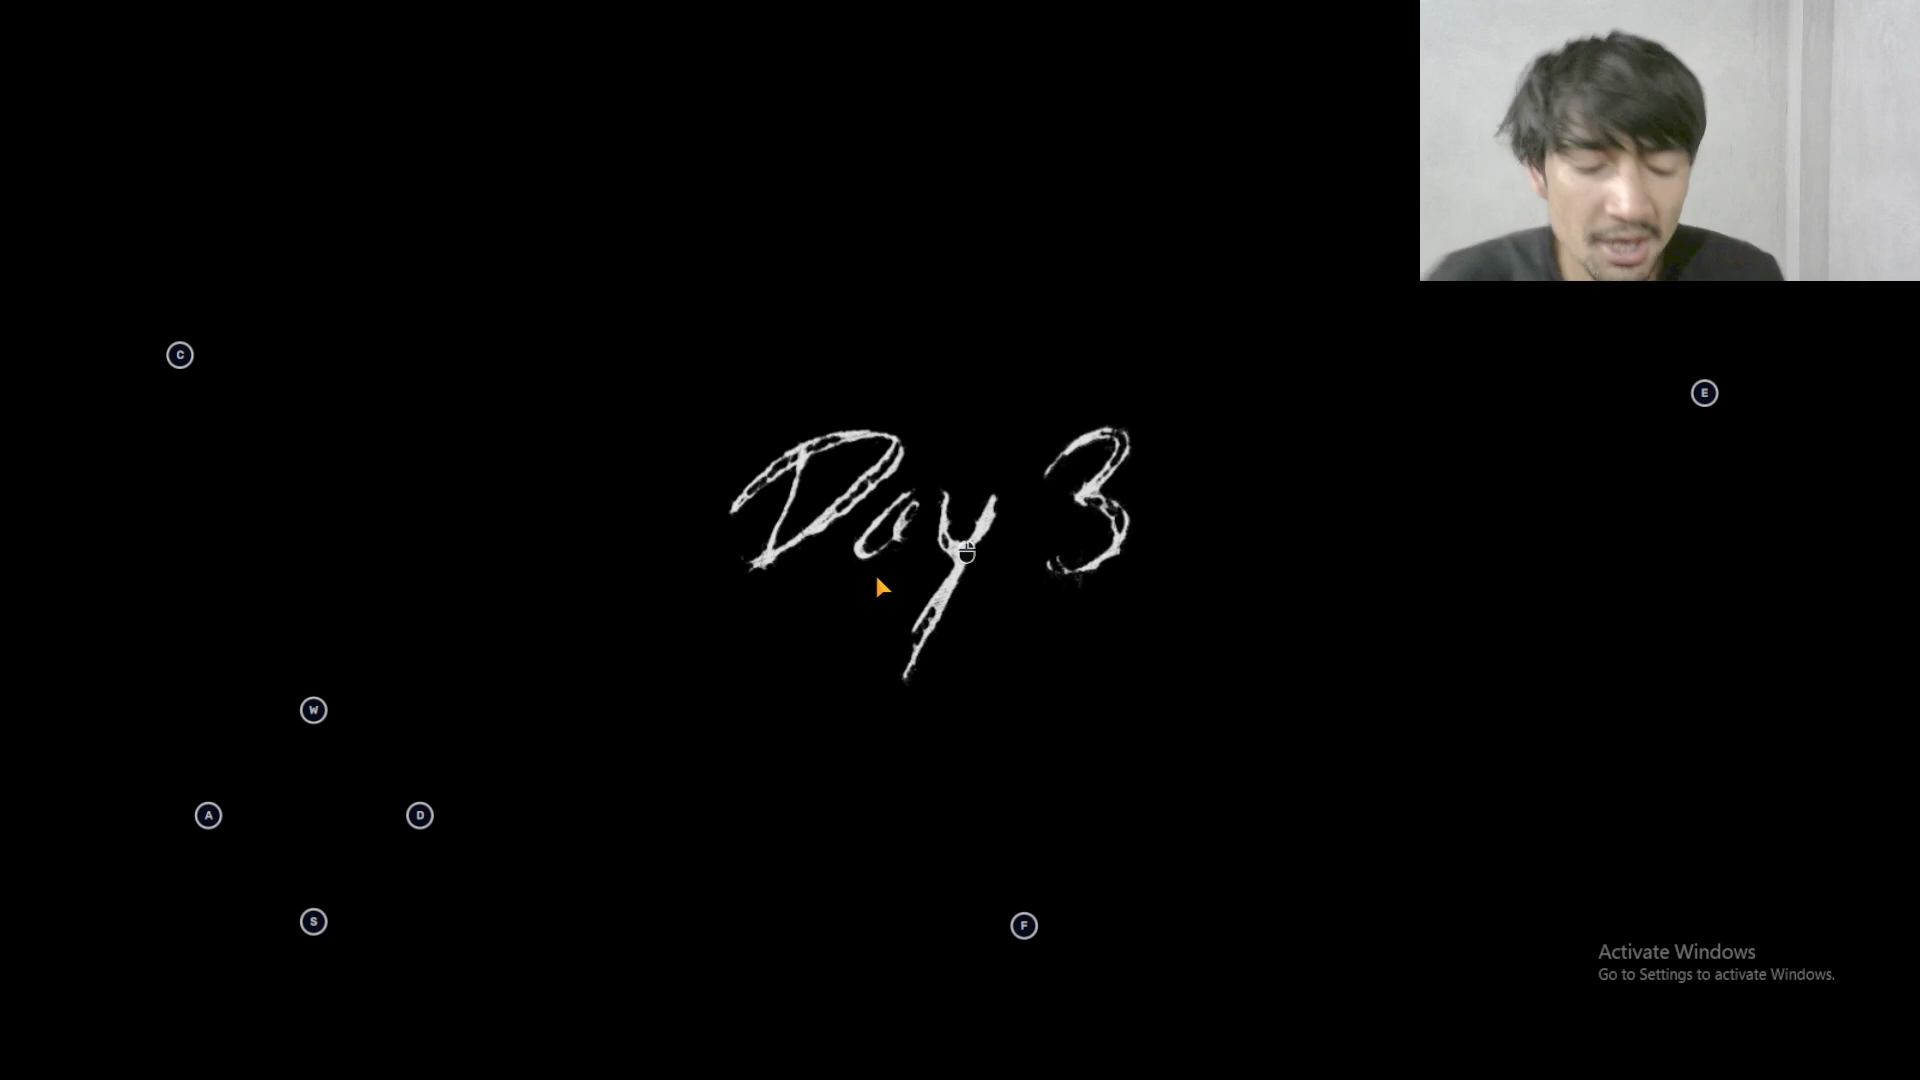 C
E
Day 3
W
A D
S
F
Activate Windows
Go to Settings to activate Windows.